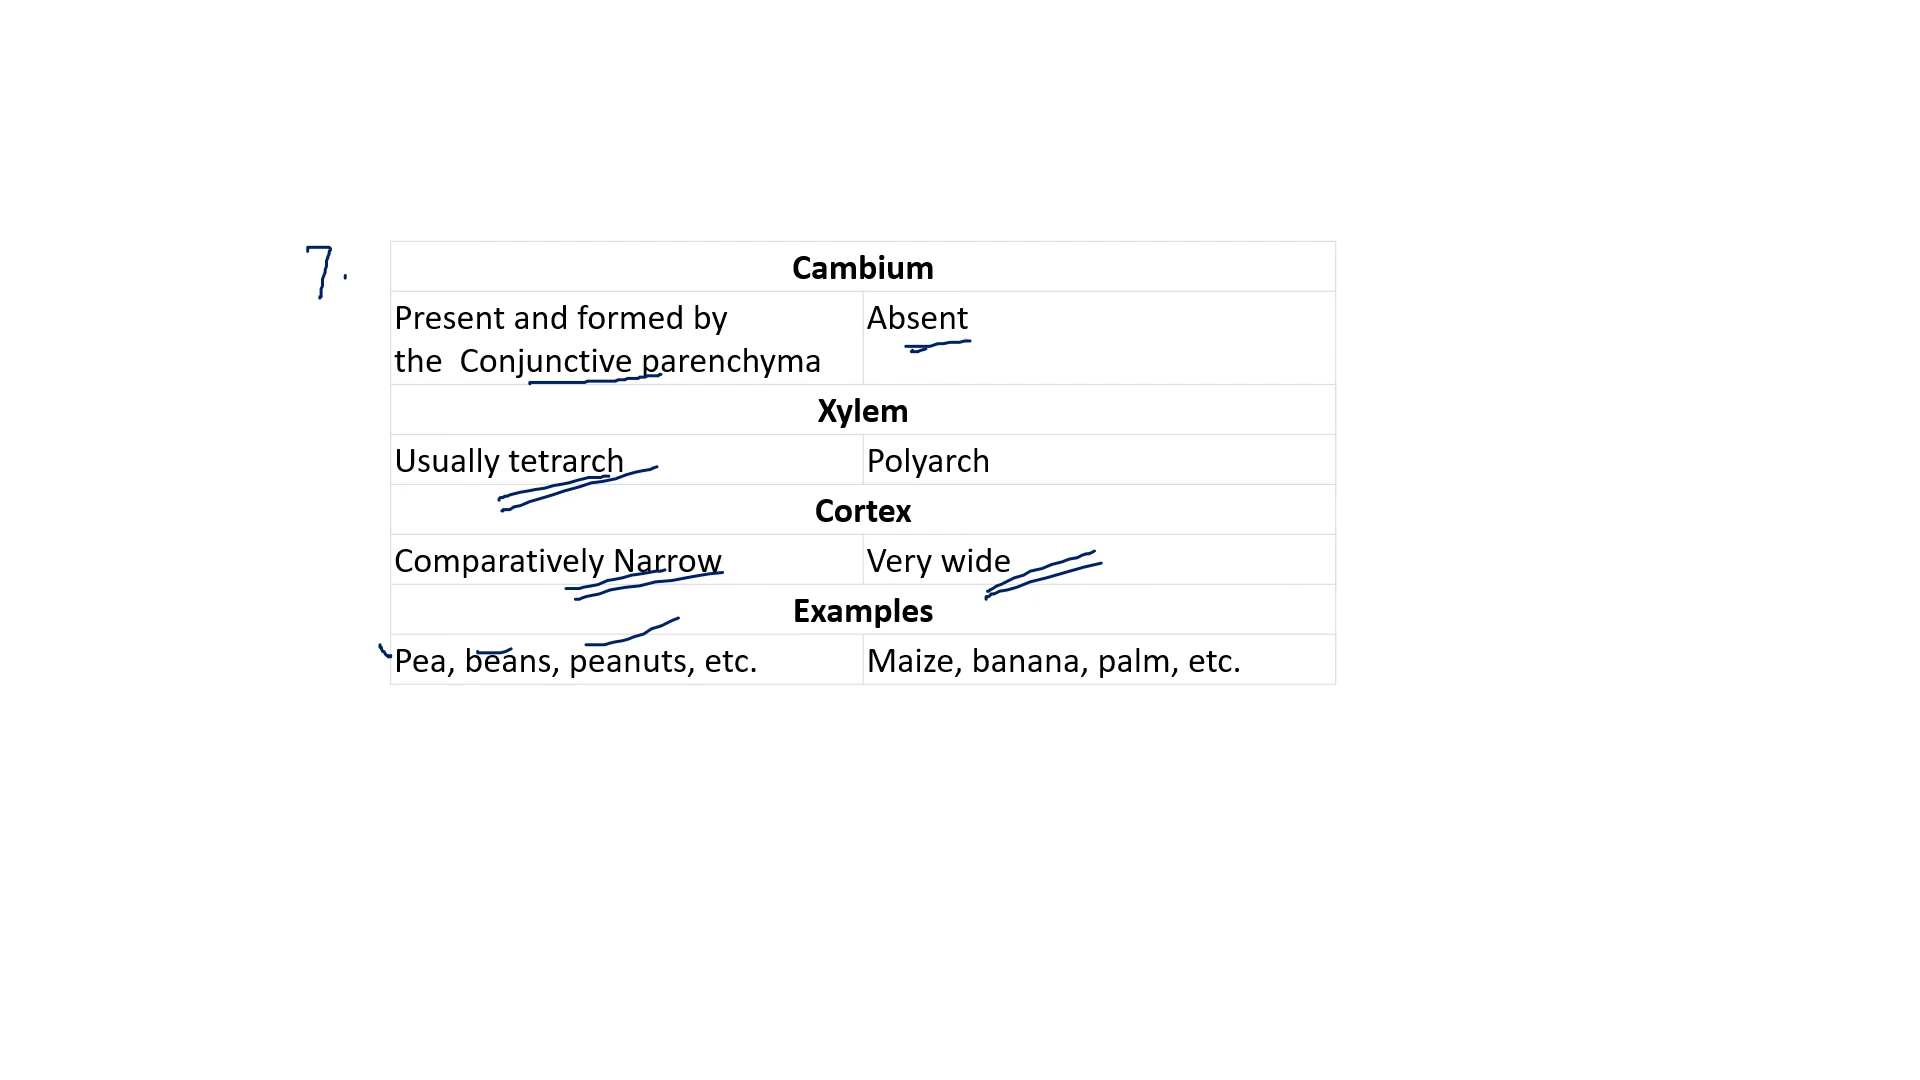 7.
Cambium
Present and formed by
the  Conjunctive parenchyma
Absent
Xylem
Usually tetrarch
Polyarch
Cortex
Comparatively Narrow
Very wide
Examples
Pea, beans, peanuts, etc.
Maize, banana, palm, etc.